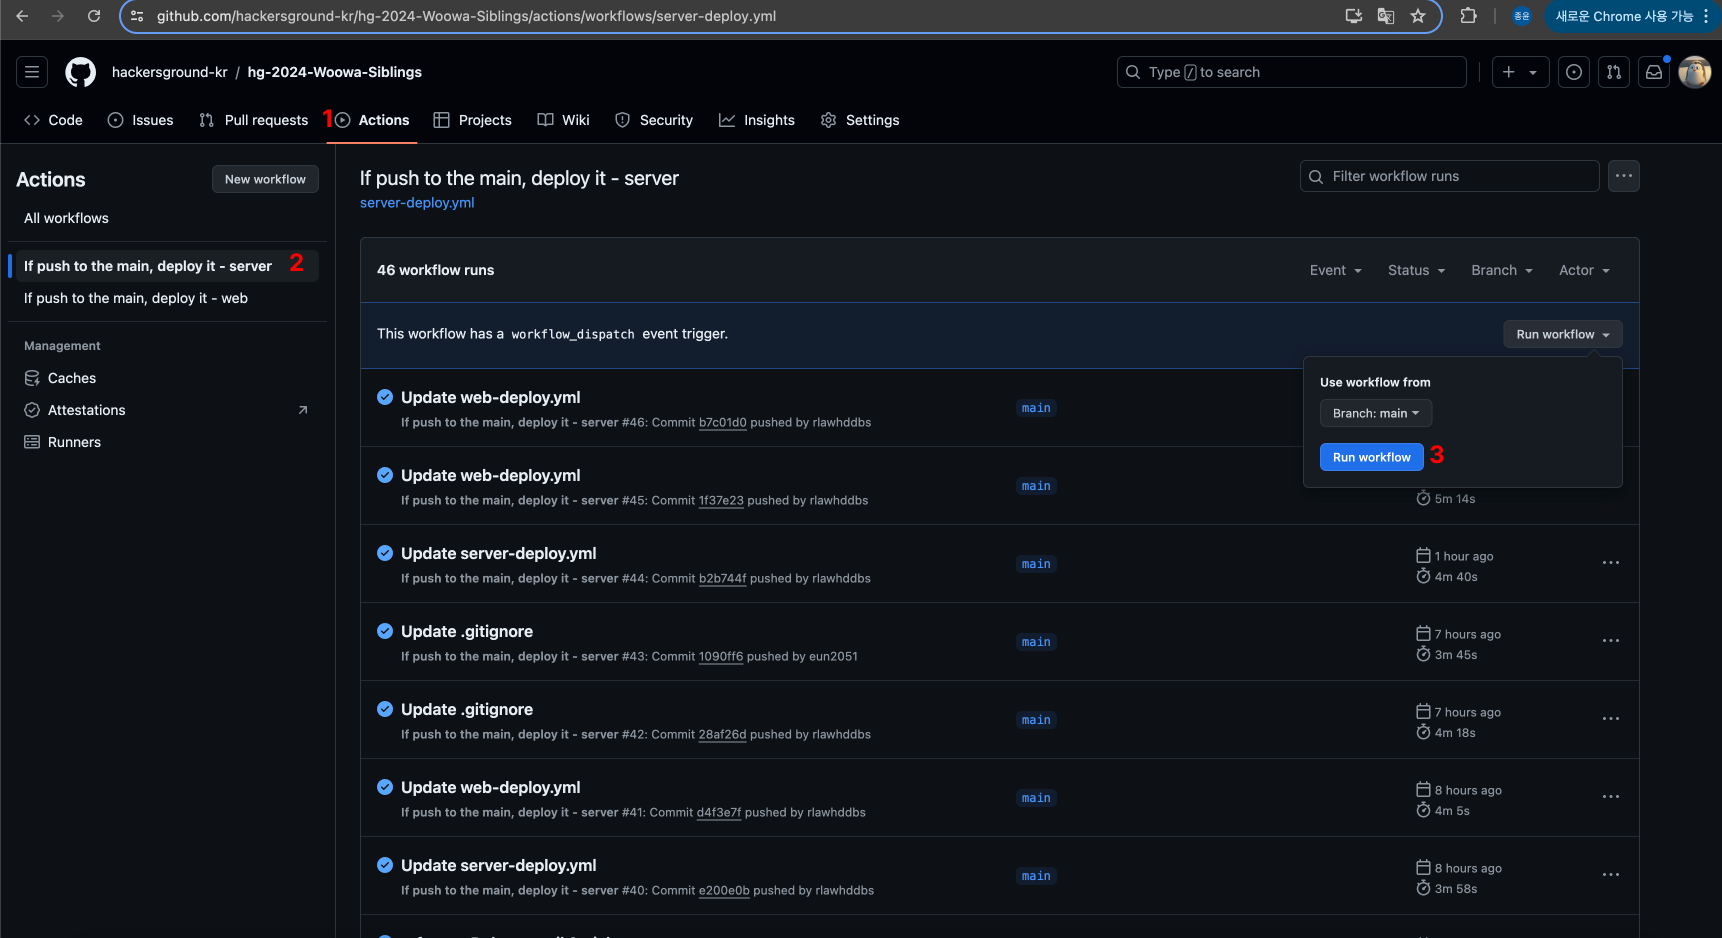 github.com/hackersground-kr/hg-2024-Woowa-Siblings/actions/workflows/server-deploy.yml
종윤
새로운 Chrome 사용 가능
hackersground-kr / hg-2024-Woowa-Siblings
Type / to search
Code
Issues
Pull requests
1
Actions
Projects
Wiki
Security
Insights
Settings
Actions
New workflow
All workflows
If push to the main, deploy it - server 2
If push to the main, deploy it - web
Management
Caches
Attestations
Runners
If push to the main, deploy it - server
server-deploy.yml
Filter workflow runs
46 workflow runs
Event
Status
Branch
Actor
This workflow has a workflow_dispatch event trigger.
Run workflow
Use workflow from
Branch: main
Run workflow 3
Update web-deploy.yml
If push to the main, deploy it - server #46: Commit b7c01d0 pushed by rlawhddbs
main
Update web-deploy.yml
If push to the main, deploy it - server #45: Commit 1f37e23 pushed by rlawhddbs
main
5m 14s
Update server-deploy.yml
If push to the main, deploy it - server #44: Commit b2b744f pushed by rlawhddbs
main
1 hour ago
4m 40s
Update .gitignore
If push to the main, deploy it - server #43: Commit 1090ff6 pushed by eun2051
main
7 hours ago
3m 45s
Update .gitignore
If push to the main, deploy it - server #42: Commit 28af26d pushed by rlawhddbs
main
7 hours ago
4m 18s
Update web-deploy.yml
If push to the main, deploy it - server #41: Commit d4f3e7f pushed by rlawhddbs
main
8 hours ago
4m 5s
Update server-deploy.yml
If push to the main, deploy it - server #40: Commit e200e0b pushed by rlawhddbs
main
8 hours ago
3m 58s